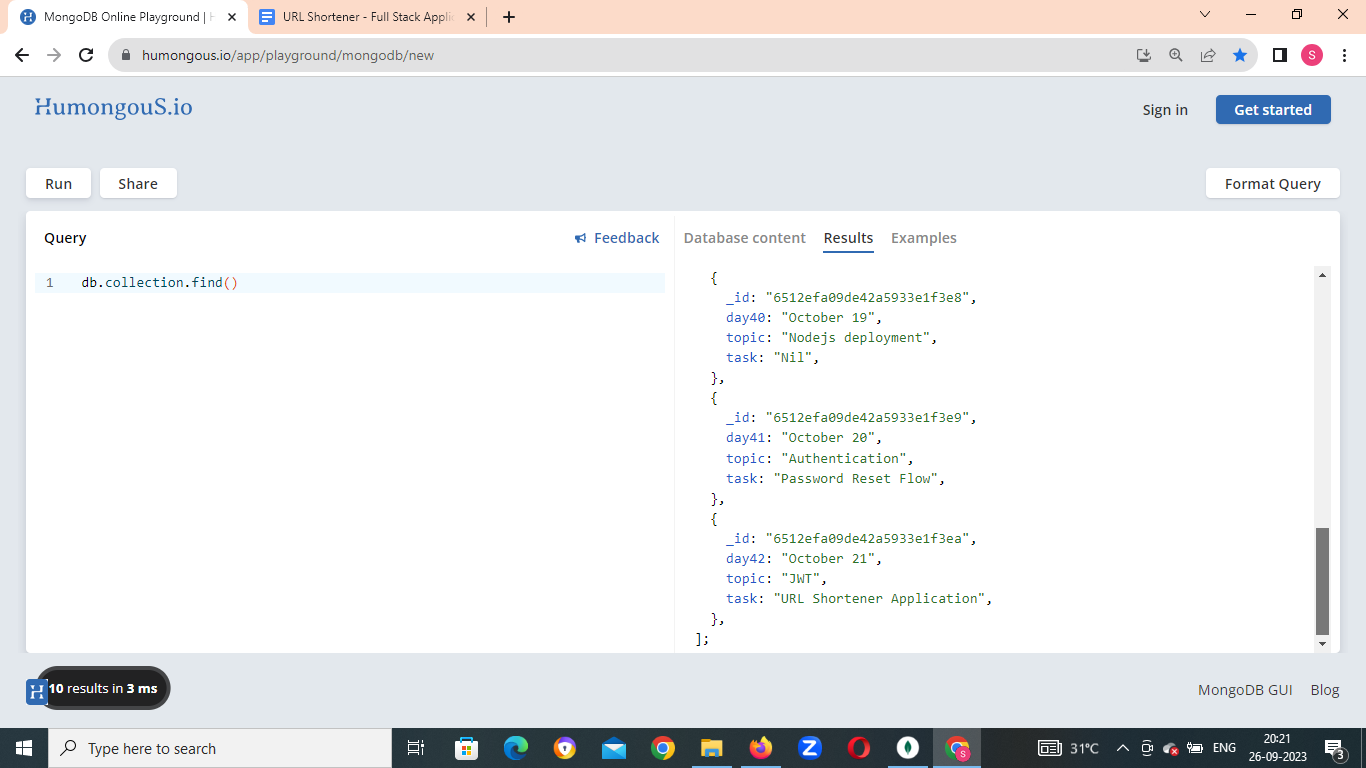 MongoDB Online Playground |
URL Shortener - Full Stack Applic
humongous.io/app/playground/mongodb/new
S
HumongouS.io
Sign in
Get started
Run
Share
Format Query
Query
Feedback
Database content
Results
Examples
1 db.collection.find()
{
_id: "6512efa09de42a5933e1f3e8",
day40: "October 19",
topic: "Nodejs deployment",
task: "Nil",
},
{
_id: "6512efa09de42a5933e1f3e9",
day41: "October 20",
topic: "Authentication",
task: "Password Reset Flow",
},
{
_id: "6512efa09de42a5933e1f3ea",
day42: "October 21",
topic: "JWT",
task: "URL Shortener Application",
},
];
H
10 results in 3 ms
MongoDB GUI
Blog
Type here to search
31°C
ENG
20:21
26-09-2023
3